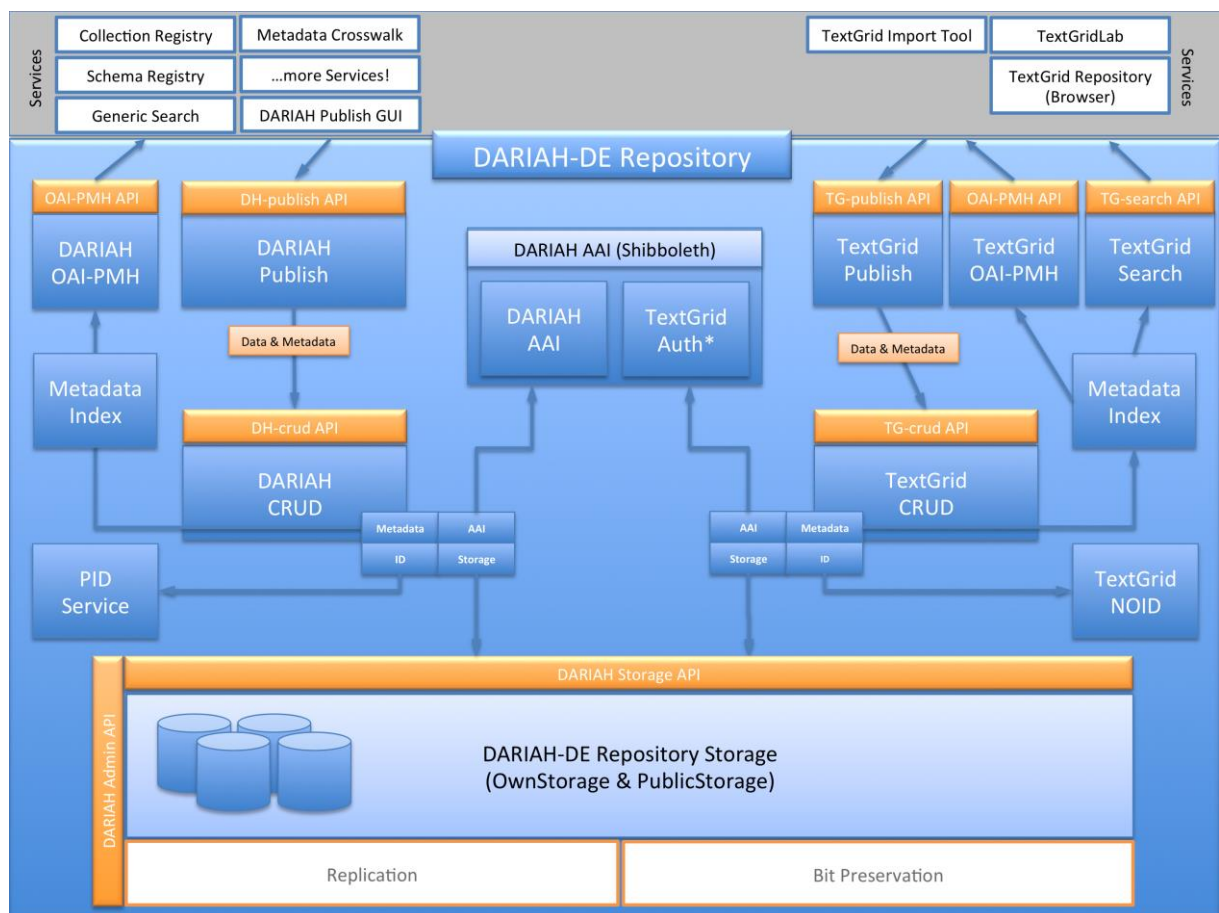 Services
Collection Registry
Metadata Crosswalk
Schema Registry
...more Services!
Generic Search
DARIAH Publish GUI
TextGrid Import Tool
TextGridLab
TextGrid Repository
(Browser)
Services
DARIAH-DE Repository
OAI-PMH API
DARIAH
OAI-PMH
DH-publish API
DARIAH
Publish
DARIAH AAI (Shibboleth)
DARIAH
AAI
TextGrid
Auth*
TG-publish API
TextGrid
Publish
OAI-PMH API
TextGrid
OAI-PMH
TG-search API
TextGrid
Search
Data & Metadata
Data & Metadata
Metadata
Index
Metadata
Index
DH-crud API
DARIAH
CRUD
TG-crud API
TextGrid
CRUD
Metadata
AAI
ID
Storage
AAI
Metadata
Storage
ID
PID
Service
TextGrid
NOID
DARIAH Storage API
DARIAH Admin API
DARIAH-DE Repository Storage
(OwnStorage & PublicStorage)
Replication
Bit Preservation